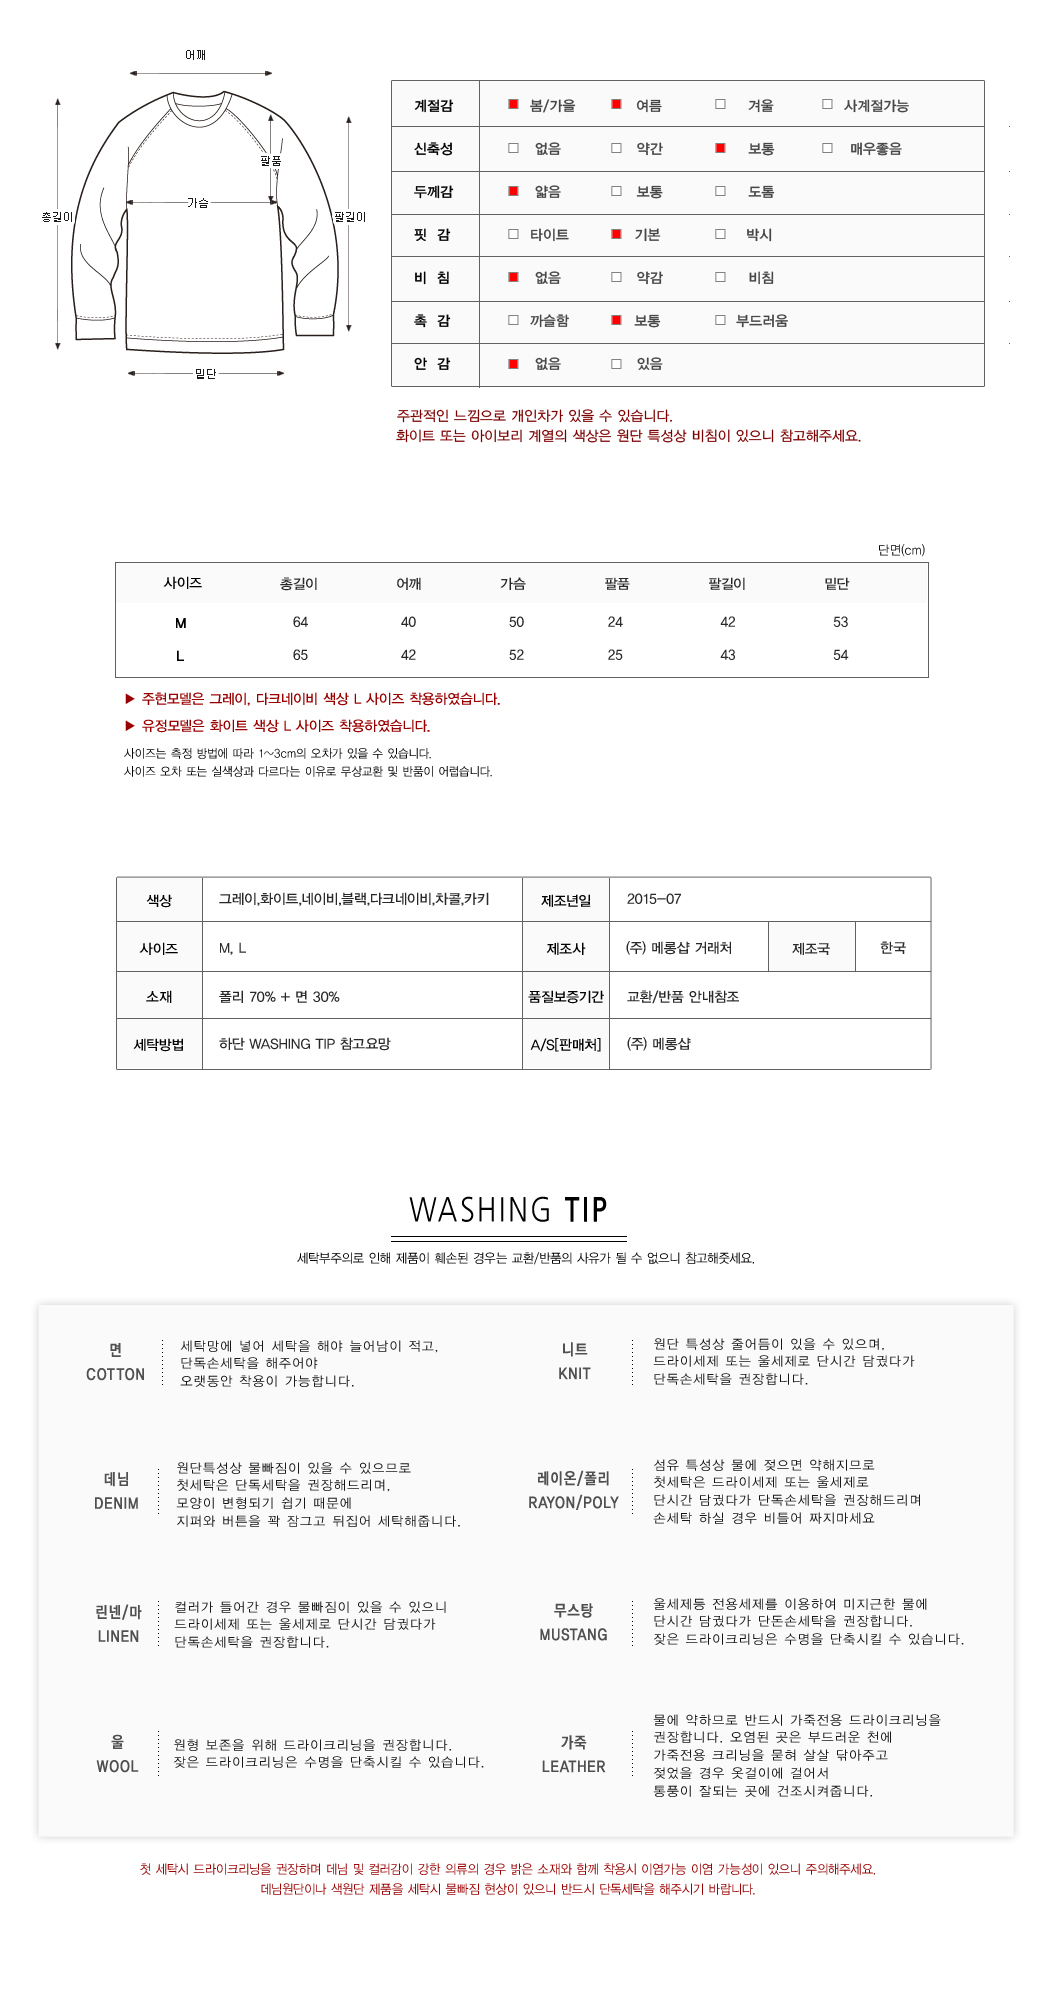 어깨
팔품
가슴
총길이
팔길이
밑단
계절감 봄/가을 여름 겨울 사계절가능
신축성 없음 약간 보통 매우좋음
두께감 얇음 보통 도톰
핏 감 타이트 기본 박시
비 침 없음 약감 비침
촉 감 까슬함 보통 부드러움
안 감 없음 있음
주관적인 느낌으로 개인차가 있을 수 있습니다.
화이트 또는 아이보리 계열의 색상은 원단 특성상 비침이 있으니 참고해주세요.
단면(cm)
사이즈 총길이 어깨 가슴 팔품 팔길이 밑단
M 64 40 50 24 42 53
L 65 42 52 25 43 54
▶ 주현모델은 그레이, 다크네이비 색상 L 사이즈 착용하였습니다.
▶ 유정모델은 화이트 색상 L 사이즈 착용하였습니다.
사이즈는 측정 방법에 따라 1~3cm의 오차가 있을 수 있습니다.
사이즈 오차 또는 실색상과 다르다는 이유로 무상교환 및 반품이 어렵습니다.
색상 그레이,화이트,네이비,블랙,다크네이비,차콜,카키 제조년일 2015-07
사이즈 M, L 제조사 (주) 메롱샵 거래처 제조국 한국
소재 폴리 70% + 면 30% 품질보증기간 교환/반품 안내참조
세탁방법 하단 WASHING TIP 참고요망 A/S[판매처] (주) 메롱샵
WASHING TIP
세탁부주의로 인해 제품이 훼손된 경우는 교환/반품의 사유가 될 수 없으니 참고해줏세요.
면
COTTON
세탁망에 넣어 세탁을 해야 늘어남이 적고,
단독손세탁을 해주어야
오랫동안 착용이 가능합니다.
니트
KNIT
원단 특성상 줄어듬이 있을 수 있으며,
드라이세제 또는 울세제로 단시간 담궜다가
단독손세탁을 권장합니다.
데님
DENIM
원단특성상 물빠짐이 있을 수 있으므로
첫세탁은 단독세탁을 권장해드리며,
모양이 변형되기 쉽기 때문에
지퍼와 버튼을 꽉 잠그고 뒤집어 세탁해줍니다.
레이온/폴리
RAYON/POLY
섬유 특성상 물에 젖으면 약해지므로
첫세탁은 드라이세제 또는 울세제로
단시간 담궜다가 단독손세탁을 권장해드리며
손세탁 하실 경우 비틀어 짜지마세요
린넨/마
LINEN
컬러가 들어간 경우 물빠짐이 있을 수 있으니
드라이세제 또는 울세제로 단시간 담궜다가
단독손세탁을 권장합니다.
무스탕
MUSTANG
울세제등 전용세제를 이용하여 미지근한 물에
단시간 담궜다가 단돈손세탁을 권장합니다.
잦은 드라이크리닝은 수명을 단축시킬 수 있습니다.
울
WOOL
원형 보존을 위해 드라이크리닝을 권장합니다.
잦은 드라이크리닝은 수명을 단축시킬 수 있습니다.
가죽
LEATHER
물에 약하므로 반드시 가죽전용 드라이크리닝을
권장합니다. 오염된 곳은 부드러운 천에
가죽전용 크리닝을 묻혀 살살 닦아주고
젖었을 경우 옷걸이에 걸어서
통풍이 잘되는 곳에 건조시켜줍니다.
첫 세탁시 드라이크리닝을 권장하며 데님 및 컬러감이 강한 의류의 경우 밝은 소재와 함께 착용시 이염가능 이염 가능성이 있으니 주의해주세요.
데님원단이나 색원단 제품을 세탁시 물빠짐 현상이 있으니 반드시 단독세탁을 해주시기 바랍니다.